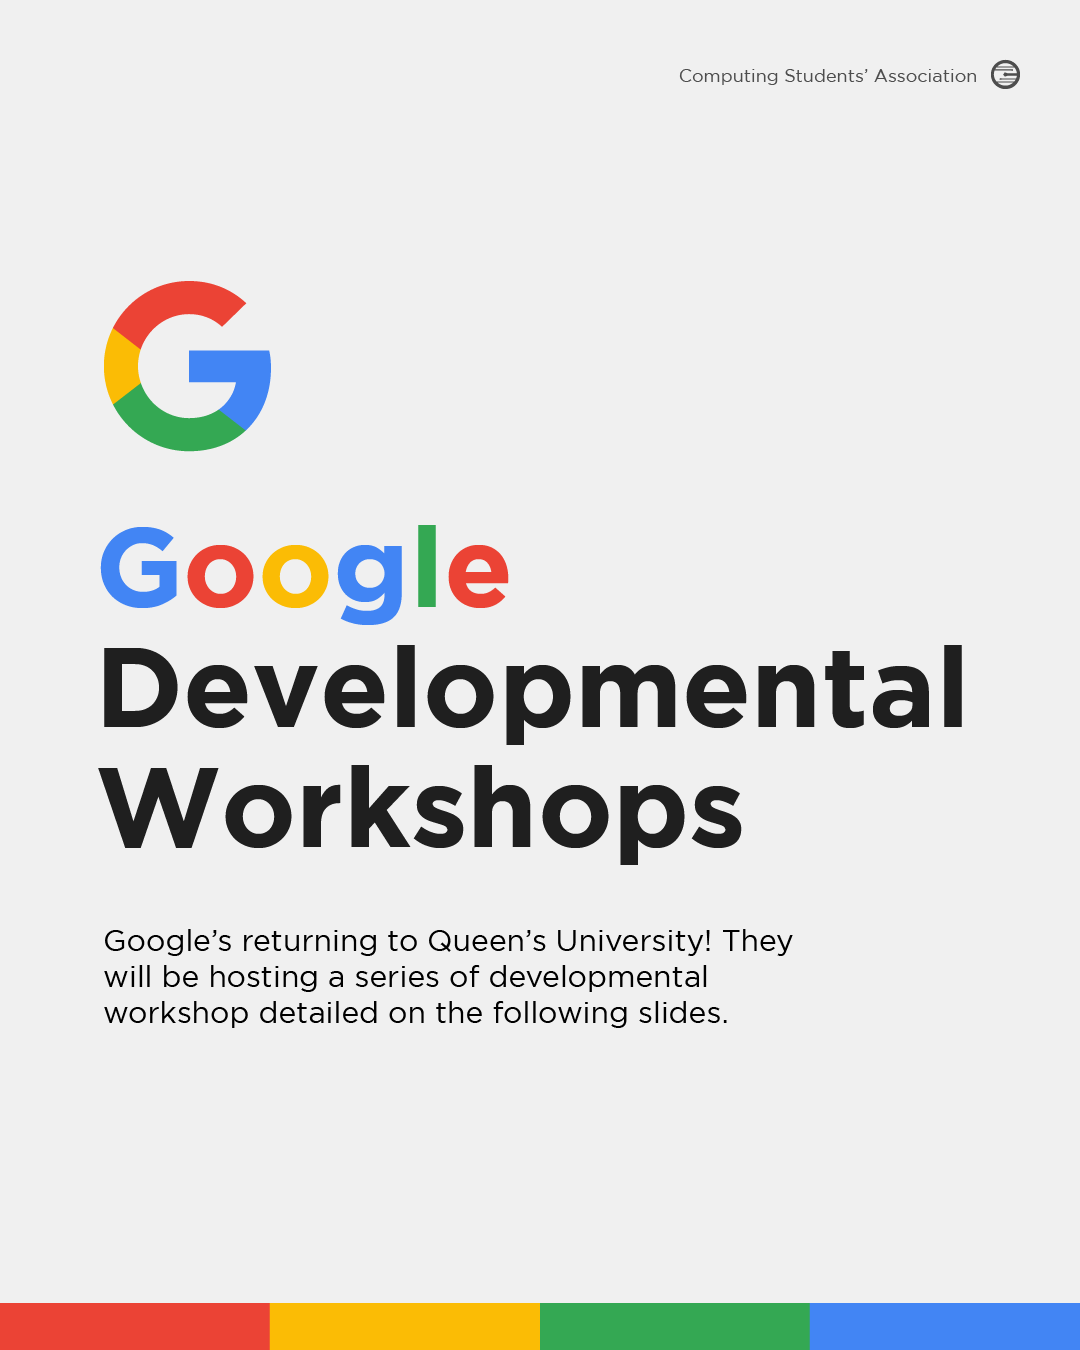 Computing Students’ Association
Google
Developmental
Workshops
Google’s returning to Queen’s University! They
will be hosting a series of developmental
workshop detailed on the following slides.